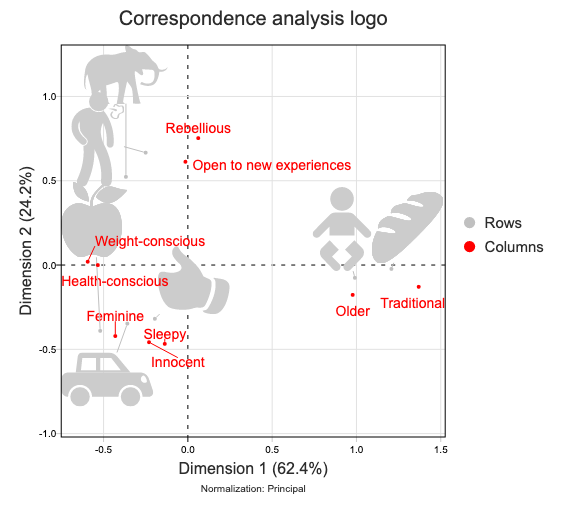 Correspondence analysis logo
Dimension 2 (24.2%)
1.0
0.5
0.0
-0.5
-1.0
Rebellious
Open to new experiences
Weight-conscious
Health-conscious
Feminine
Sleepy
Innocent
Older
Traditional
Rows
Columns
-0.5
0.0
0.5
1.0
1.5
Dimension 1 (62.4%)
Normalization: Principal